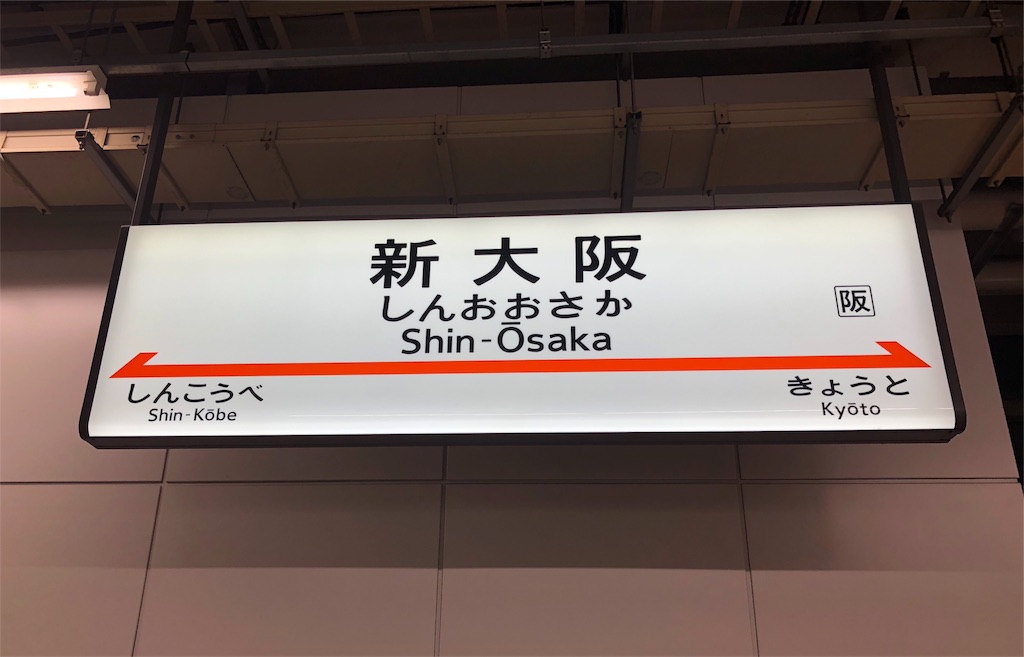 新大阪
しんおおさか
Shin-Ōsaka
阪
しんこうべ
Shin-Kōbe
きょうと
Kyōto